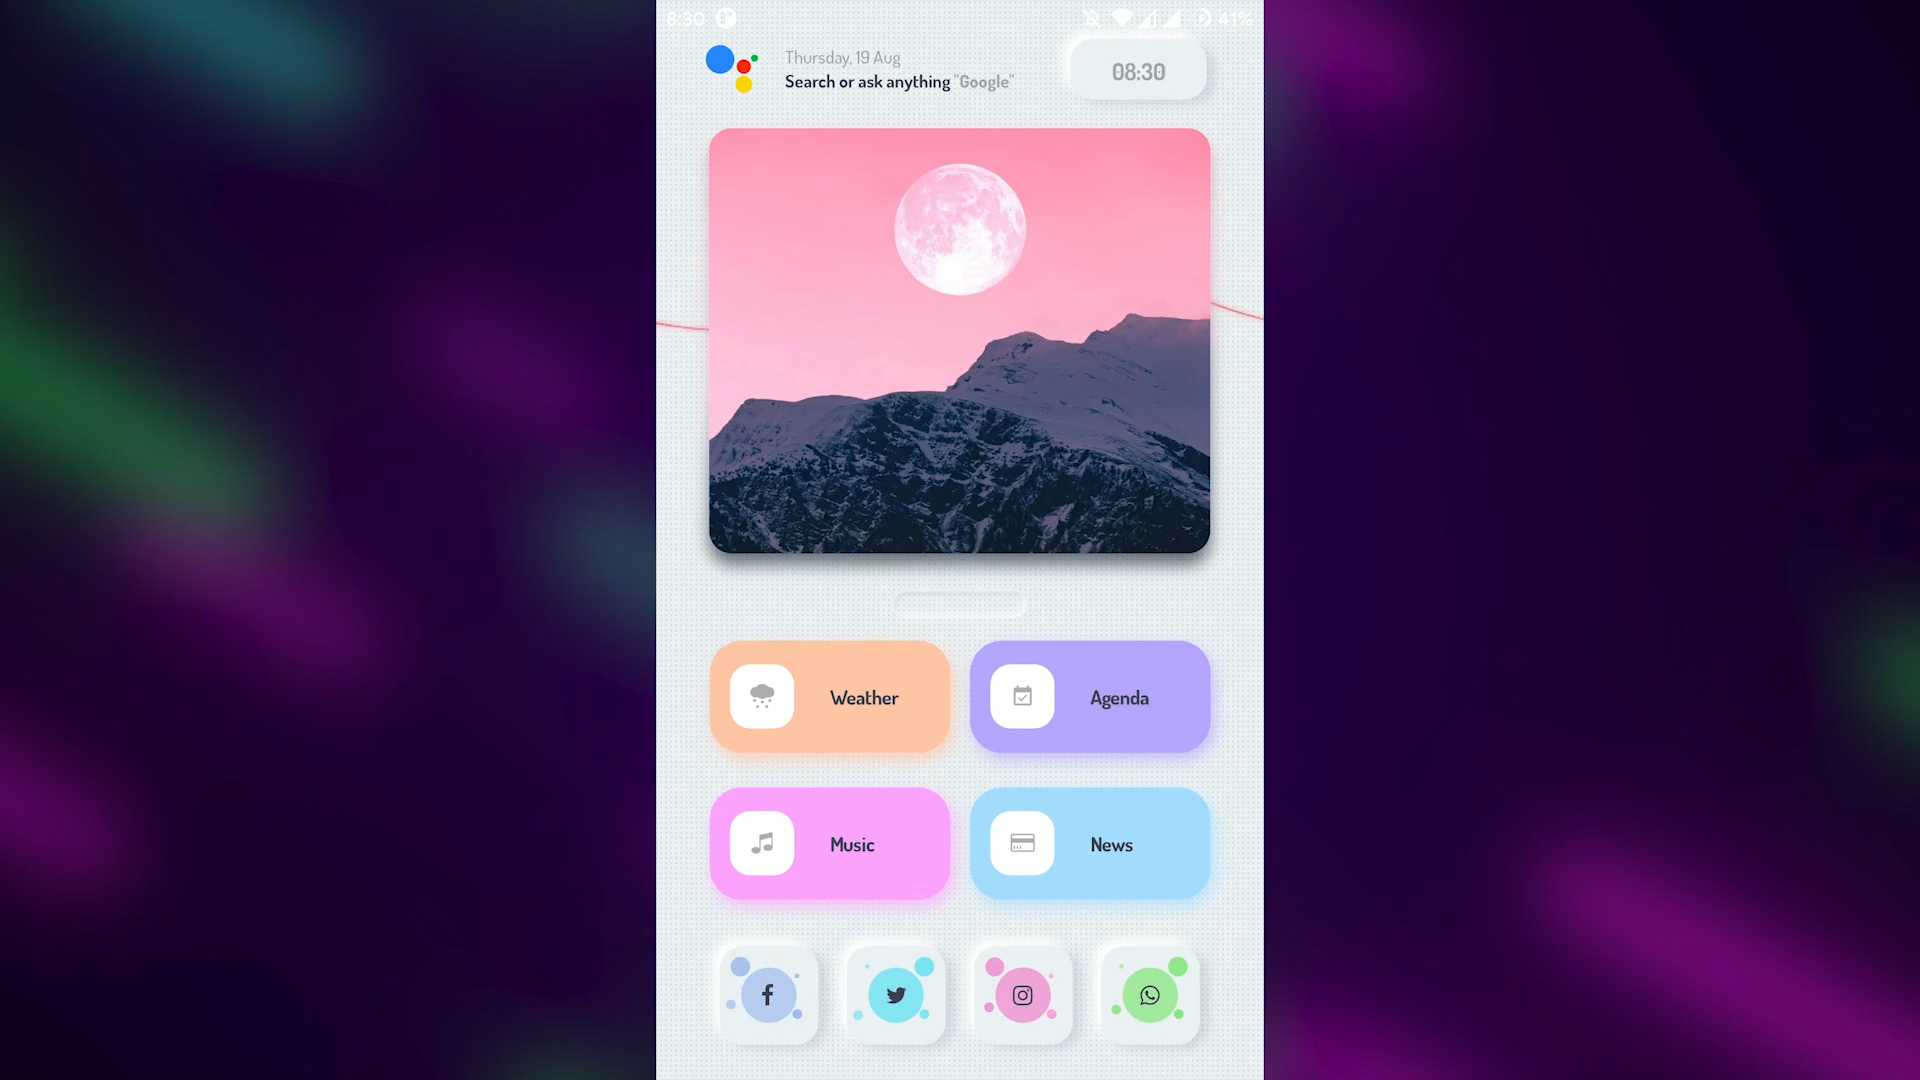 8:30
41%
Thursday, 19 Aug
Search or ask anything "Google"
08:30
Weather
Agenda
Music
News